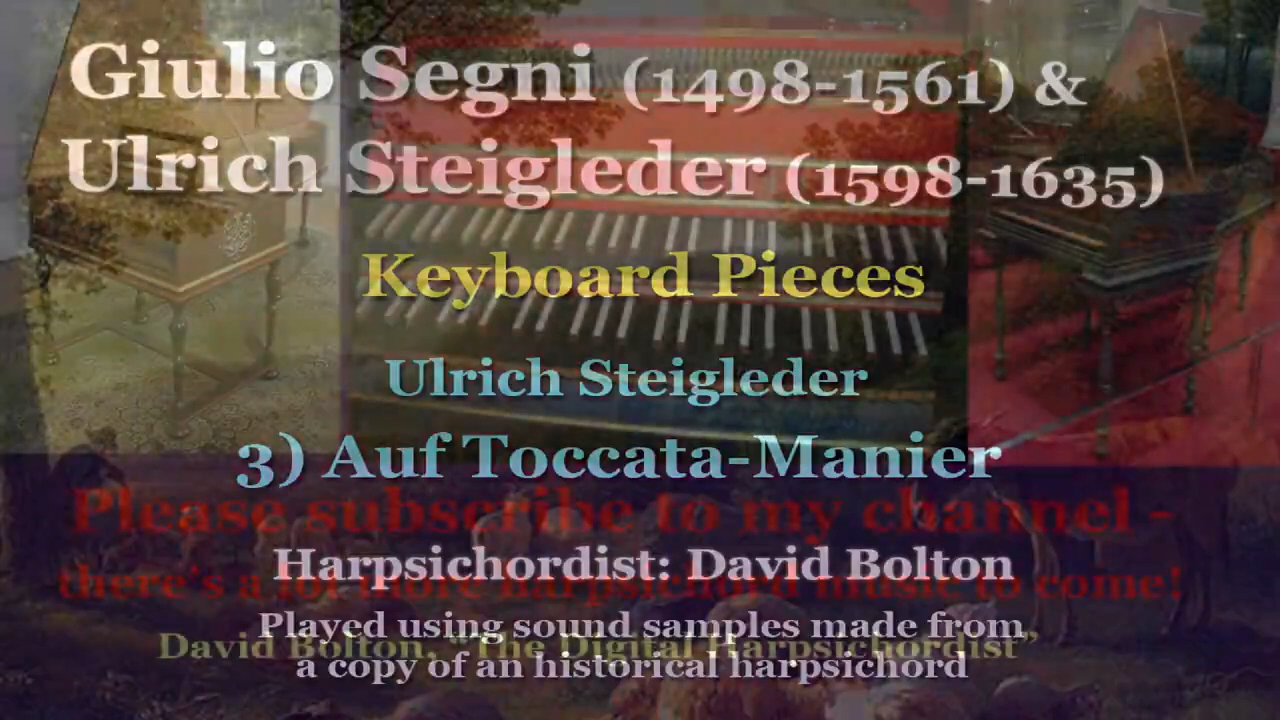 Giulio Segni (1498-1561) &
Ulrich Steigleder (1598-1635)
Keyboard Pieces
Ulrich Steigleder
3) Auf Toccata-Manier
Please subscribe to my channel -
Harpsichordist: David Bolton
there's a lot more harpsichord music to come!
Played using sound samples made from
David Bolton, "The Digital Harpsichordist"
a copy of an historical harpsichord